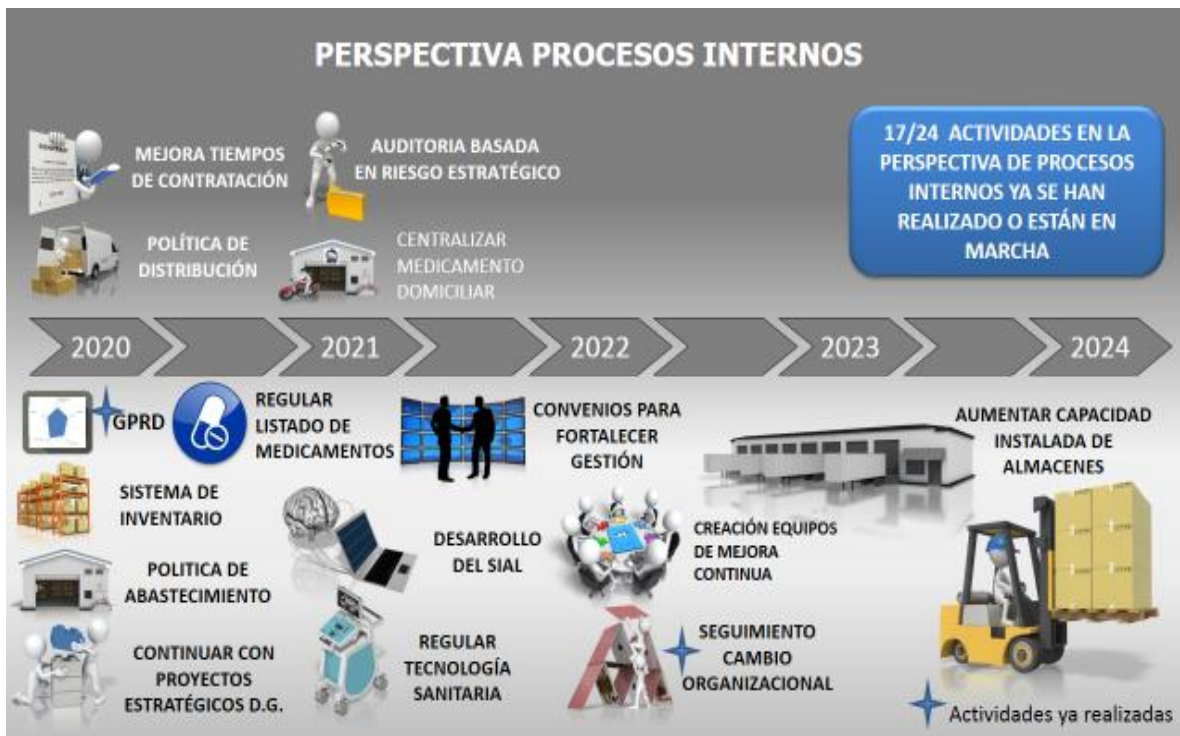 PERSPECTIVA PROCESOS INTERNOS
MEJORA TIEMPOS
DE CONTRATACIÓN
AUDITORIA BASADA
EN RIESGO ESTRATÉGICO
17/24 ACTIVIDADES EN LA
PERSPECTIVA DE PROCESOS
INTERNOS YA SE HAN
REALIZADO O ESTÁN EN
MARCHA
POLÍTICA DE
DISTRIBUCIÓN
CENTRALIZAR
MEDICAMENTO
DOMICILIAR
2020
2021
2022
2023
2024
GPRD
REGULAR
LISTADO DE
MEDICAMENTOS
CONVENIOS PARA
FORTALECER
GESTIÓN
AUMENTAR CAPACIDAD
INSTALADA DE
ALMACENES
SISTEMA DE
INVENTARIO
DESARROLLO
DEL SIAL
CREACIÓN EQUIPOS
DE MEJORA
CONTINUA
POLITICA DE
ABASTECIMIENTO
CONTINUAR CON
PROYECTOS
ESTRATÉGICOS D.G.
REGULAR
TECNOLOGÍA
SANITARIA
SEGUIMIENTO
CAMBIO
ORGANIZACIONAL
Actividades ya realizadas